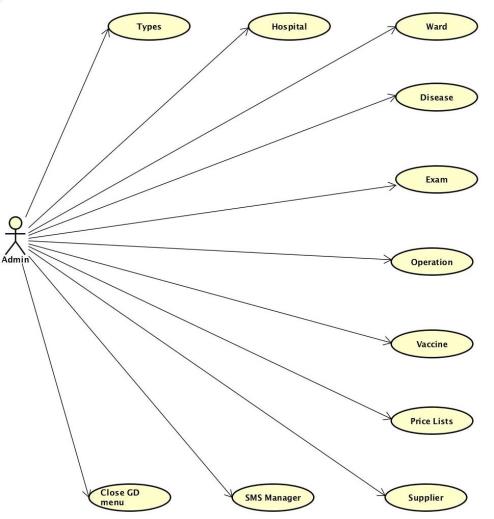 Types
Hospital
Ward
Disease
Exam
Admin
Operation
Vaccine
Price Lists
Close GD
menu
SMS Manager
Supplier